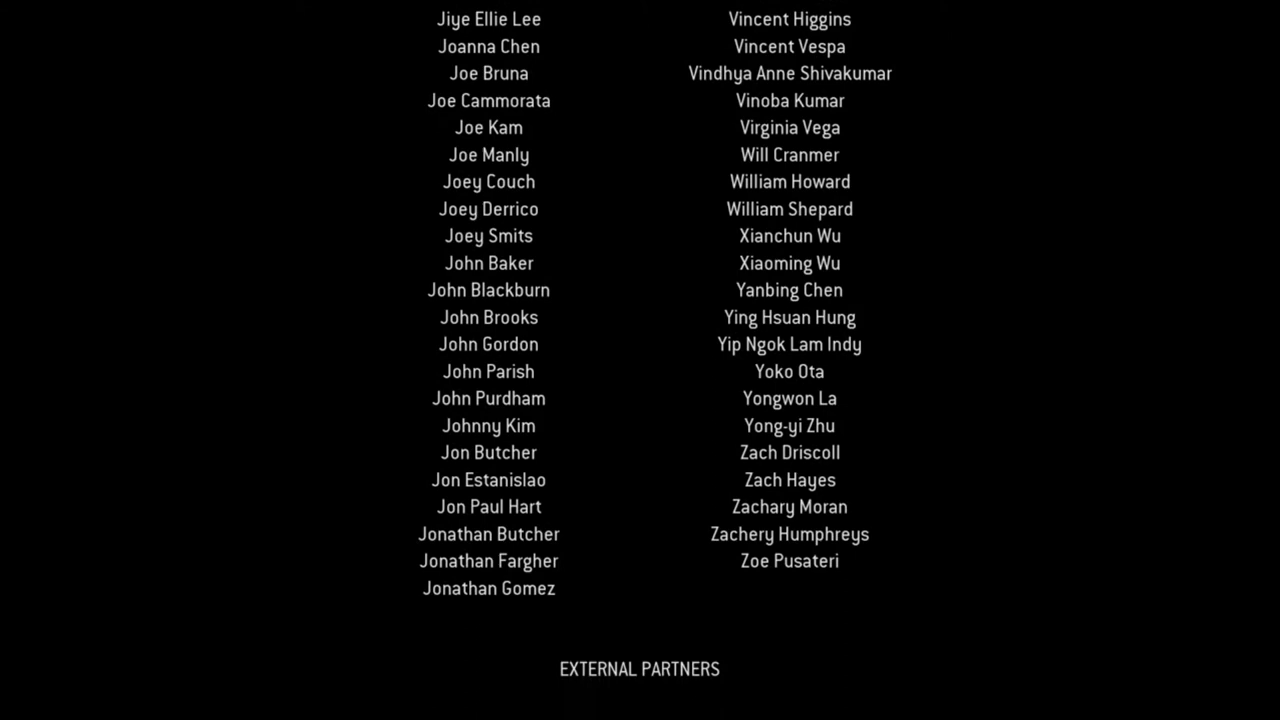 Jiye Ellie Lee
Joanna Chen
Joe Bruna
Joe Cammorata
Joe Kam
Joe Manly
Joey Couch
Joey Derrico
Joey Smits
John Baker
John Blackburn
John Brooks
John Gordon
John Parish
John Purdham
Johnny Kim
Jon Butcher
Jon Estanislao
Jon Paul Hart
Jonathan Butcher
Jonathan Fargher
Jonathan Gomez
Vincent Higgins
Vincent Vespa
Vindhya Anne Shivakumar
Vinoba Kumar
Virginia Vega
Will Cranmer
William Howard
William Shepard
Xianchun Wu
Xiaoming Wu
Yanbing Chen
Ying Hsuan Hung
Yip Ngok Lam Indy
Yoko Ota
Yongwon La
Yong-yi Zhu
Zach Driscoll
Zach Hayes
Zachary Moran
Zachery Humphreys
Zoe Pusateri
EXTERNAL PARTNERS